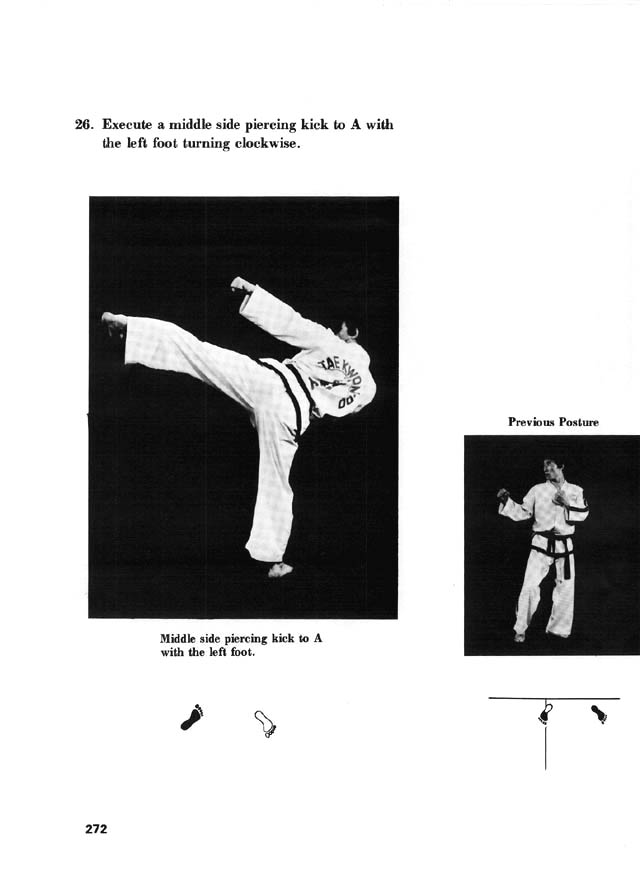 26. Execute a middle side piercing kick to A with
the left foot turning clockwise.
TAEKWON-DO
Previous Posture
Middle side piercing kick to A
with the left foot.
272